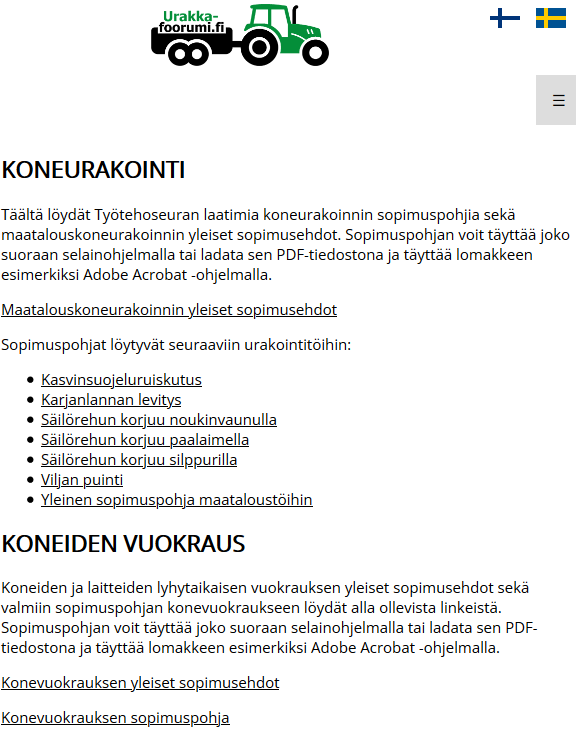 Urakka-
foorumi.fi
KONEURAKOINTI
Täältä löydät Työtehoseuran laatimia koneurakoinnin sopimuspohjia sekä
maatalouskoneurakoinnin yleiset sopimusehdot. Sopimuspohjan voit täyttää joko
suoraan selainohjelmalla tai ladata sen PDF-tiedostona ja täyttää lomakkeen
esimerkiksi Adobe Acrobat -ohjelmalla.
Maatalouskoneurakoinnin yleiset sopimusehdot
Sopimuspohjat löytyvät seuraaviin urakointitöihin:
• Kasvinsuojeluruiskutus
• Karjanlannan levitys
• Säilörehun korjuu noukinvaunulla
• Säilörehun korjuu paalaimella
• Säilörehun korjuu silppurilla
• Viljan puinti
• Yleinen sopimuspohja maataloustöihin
KONEIDEN VUOKRAUS
Koneiden ja laitteiden lyhytaikaisen vuokrauksen yleiset sopimusehdot sekä
valmiin sopimuspohjan konevuokraukseen löydät alla ollevista linkeistä.
Sopimuspohjan voit täyttää joko suoraan selainohjelmalla tai ladata sen PDF-
tiedostona ja täyttää lomakkeen esimerkiksi Adobe Acrobat -ohjelmalla.
Konevuokrauksen yleiset sopimusehdot
Konevuokrauksen sopimuspohja